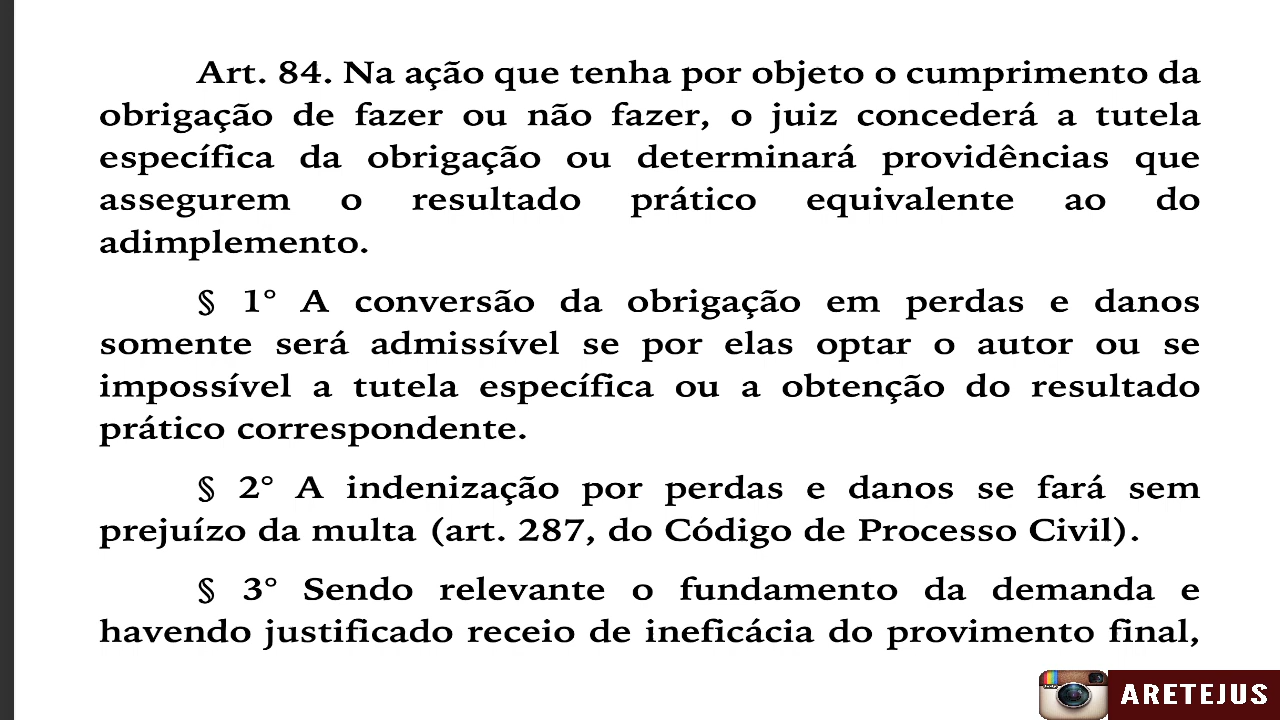 Art. 84. Na ação que tenha por objeto o cumprimento da
obrigação de fazer ou não fazer, o juiz concederá a tutela
específica da obrigação ou determinará providências que
assegurem o resultado prático equivalente ao do
adimplemento.
§ 1° A conversão da obrigação em perdas e danos
somente será admissível se por elas optar o autor ou se
impossível a tutela específica ou a obtenção do resultado
prático correspondente.
§ 2° A indenização por perdas e danos se fará sem
prejuízo da multa (art. 287, do Código de Processo Civil).
§ 3° Sendo relevante o fundamento da demanda e
havendo justificado receio de ineficácia do provimento final,
ARETEJUS